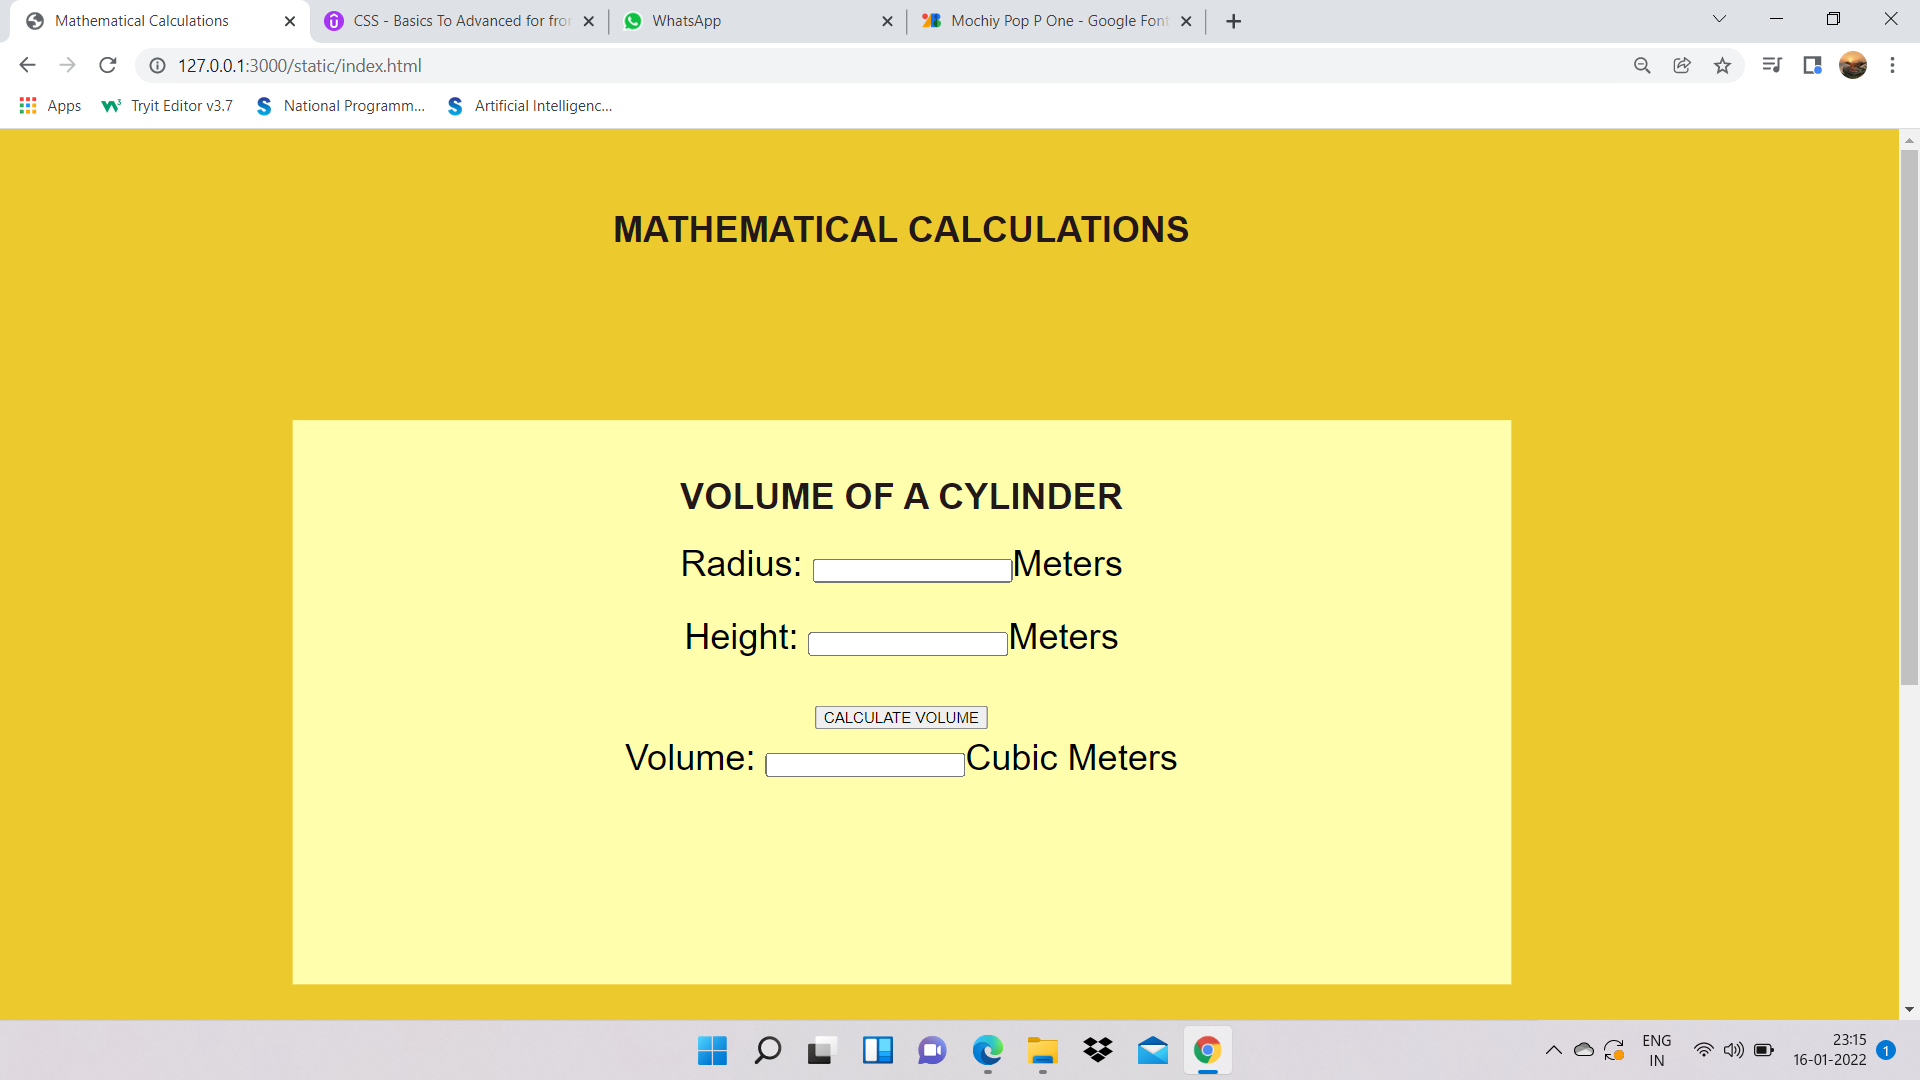 Mathematical Calculations
CSS - Basics To Advanced for fron
WhatsApp
Mochiy Pop P One - Google Font
127.0.0.1:3000/static/index.html
Apps
Tryit Editor v3.7
National Programm...
Artificial Intelligenc...
MATHEMATICAL CALCULATIONS
VOLUME OF A CYLINDER
Radius: Meters
Height: Meters
CALCULATE VOLUME
Volume: Cubic Meters
ENG
IN
23:15
16-01-2022
1